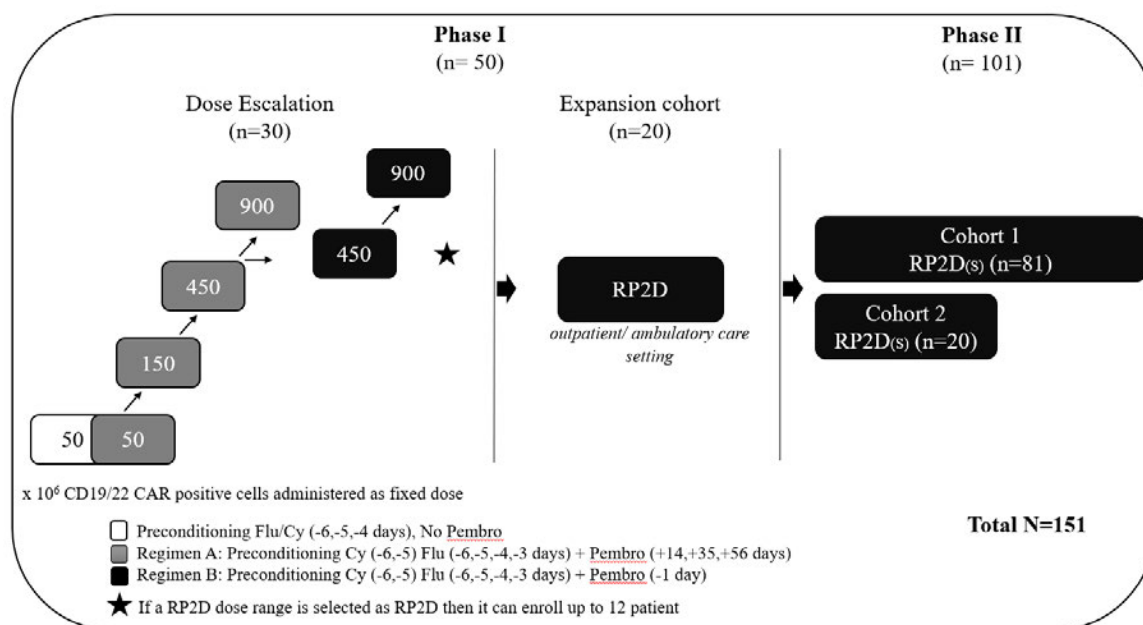 Phase I
(n= 50)
Phase II
(n= 101)
Dose Escalation
(n=30)
Expansion cohort
(n=20)
900
900
450
450
150
50
50
RP2D
outpatient/ ambulatory care
setting
Cohort 1
RP2D(S) (n=81)
Cohort 2
RP2D(S) (n=20)
x 10⁶ CD19/22 CAR positive cells administered as fixed dose
Preconditioning Flu/Cy (-6,-5,-4 days), No Pembro
Regimen A: Preconditioning Cy (-6,-5) Flu (-6,-5,-4,-3 days) + Pembro (+14,+35,+56 days)
Regimen B: Preconditioning Cy (-6,-5) Flu (-6,-5,-4,-3 days) + Pembro (-1 day)
If a RP2D dose range is selected as RP2D then it can enroll up to 12 patient
Total N=151